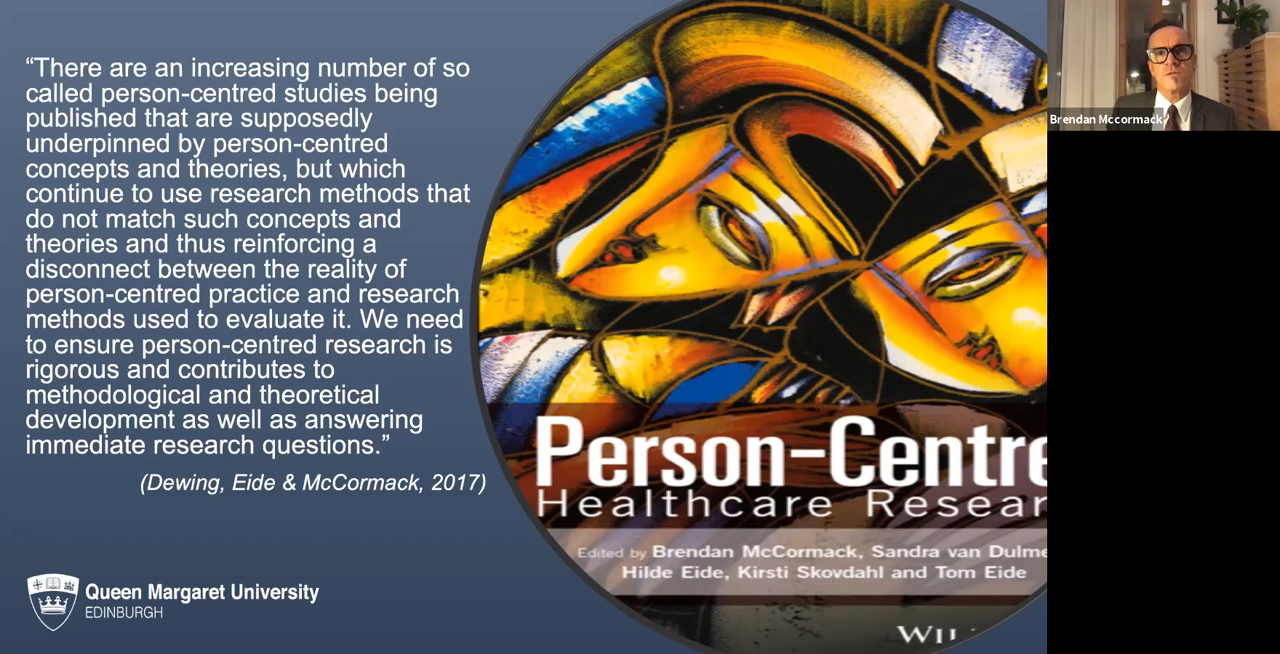 “There are an increasing number of so
called person-centred studies being
published that are supposedly
underpinned by person-centred
concepts and theories, but which
continue to use research methods that
do not match such concepts and
theories and thus reinforcing a
disconnect between the reality of
person-centred practice and research
methods used to evaluate it. We need
to ensure person-centred research is
rigorous and contributes to
methodological and theoretical
development as well as answering
immediate research questions.”
(Dewing, Eide & McCormack, 2017)
Queen Margaret University
EDINBURGH
Person-Centre
Healthcare Resear
Edited by Brendan McCormack, Sandra van Dulme
Hilde Eide, Kirsti Skovdahl and Tom Eide
Brendan Mccormack